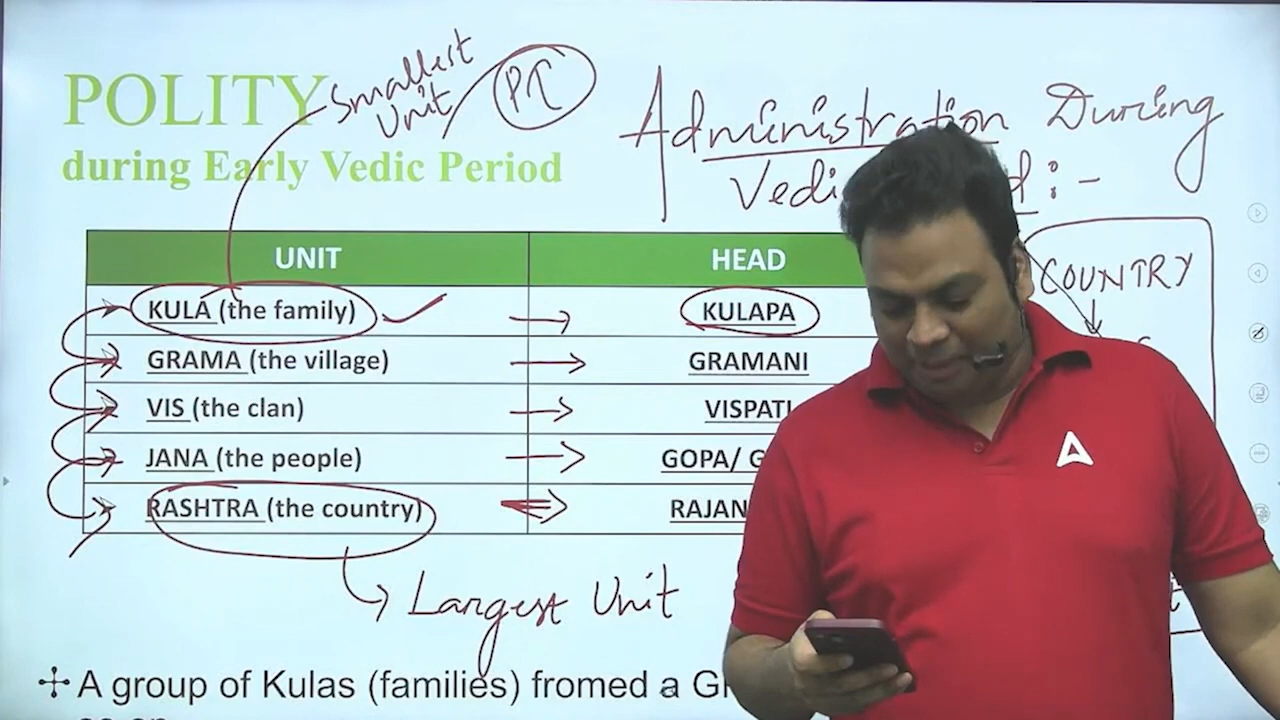 POLITY
during Early Vedic Period
Smallest
Unit
PYQ
Administration During
UNIT HEAD
KULA (the family) KULAPA
GRAMA (the village) GRAMANI
VIS (the clan) VISPATI
JANA (the people) GOPA/
RASHTRA (the country) RAJAN
COUNTRY
Largest Unit
A group of Kulas (families) fromed a